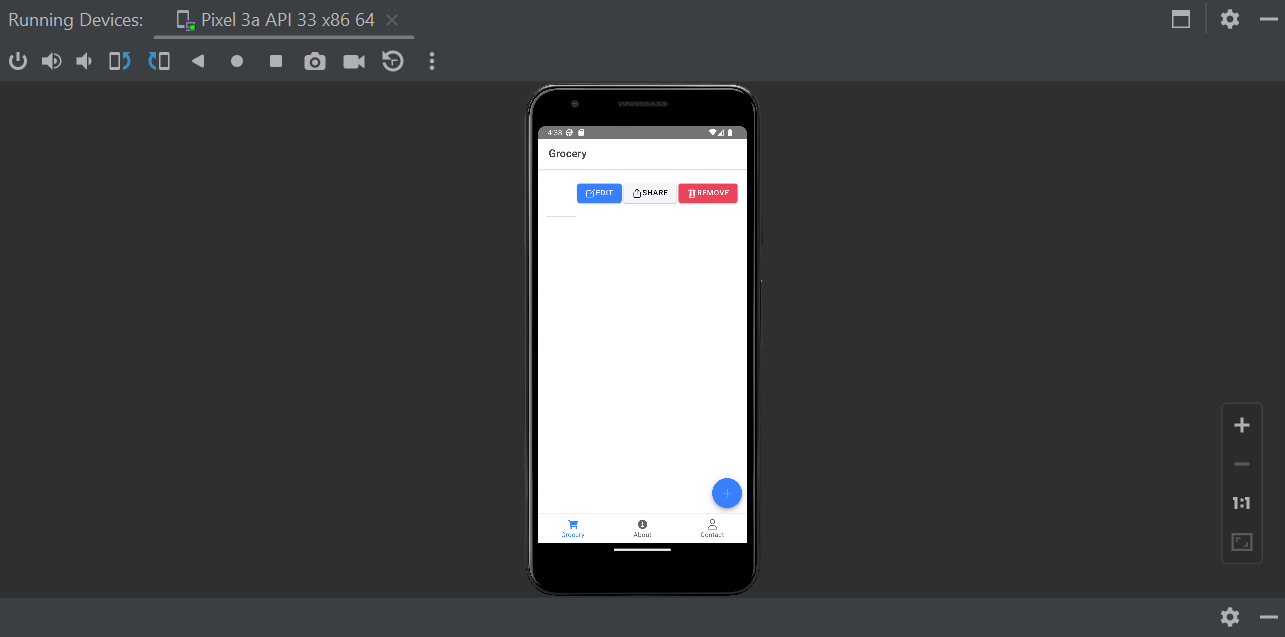 Running Devices: Pixel 3a API 33 x86 64
4:38
Grocery
EDIT SHARE REMOVE
1:1
Grocery About Contact